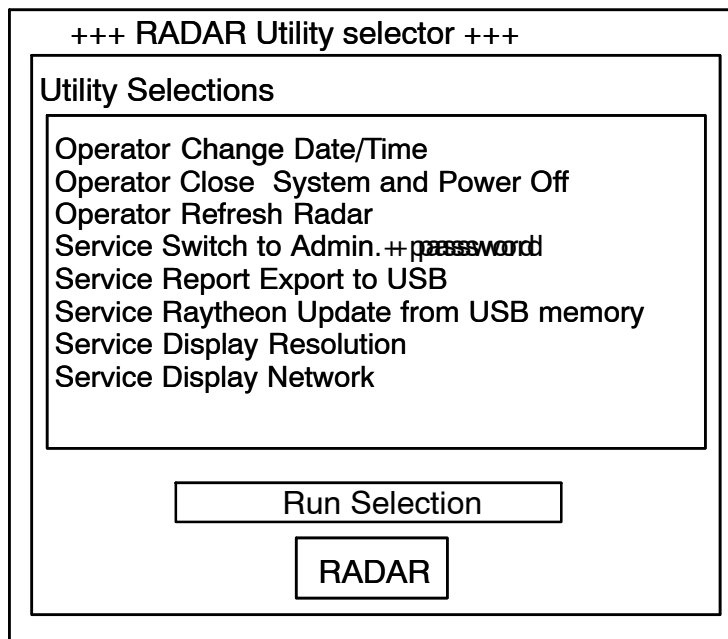 +++ RADAR Utility selector +++
Utility Selections
Operator Change Date/Time
Operator Close  System and Power Off
Operator Refresh Radar
Service Switch to Admin. + password
Service Report Export to USB
Service Raytheon Update from USB memory
Service Display Resolution
Service Display Network
Run Selection
RADAR